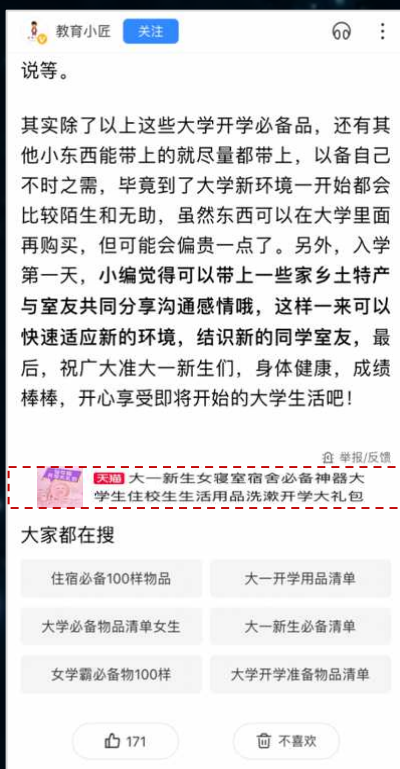 教育小匠 关注
说等。
其实除了以上这些大学开学必备品，还有其
他小东西能带上的就尽量都带上，以备自己
不时之需，毕竟到了大学新环境一开始都会
比较陌生和无助，虽然东西可以在大学里面
再购买，但可能会偏贵一点了。另外，入学
第一天，小编觉得可以带上一些家乡土特产
与室友共同分享沟通感情哦，这样一来可以
快速适应新的环境，结识新的同学室友，最
后，祝广大准大一新生们，身体健康，成绩
棒棒，开心享受即将开始的大学生活吧！
举报/反馈
天猫 大一新生女寝室宿舍必备神器大
学生住校生生活用品洗漱开学大礼包
大家都在搜
住宿必备100样物品 大一开学用品清单
大学必备物品清单女生 大一新生必备清单
女学霸必备物100样 大学开学准备物品清单
171 不喜欢